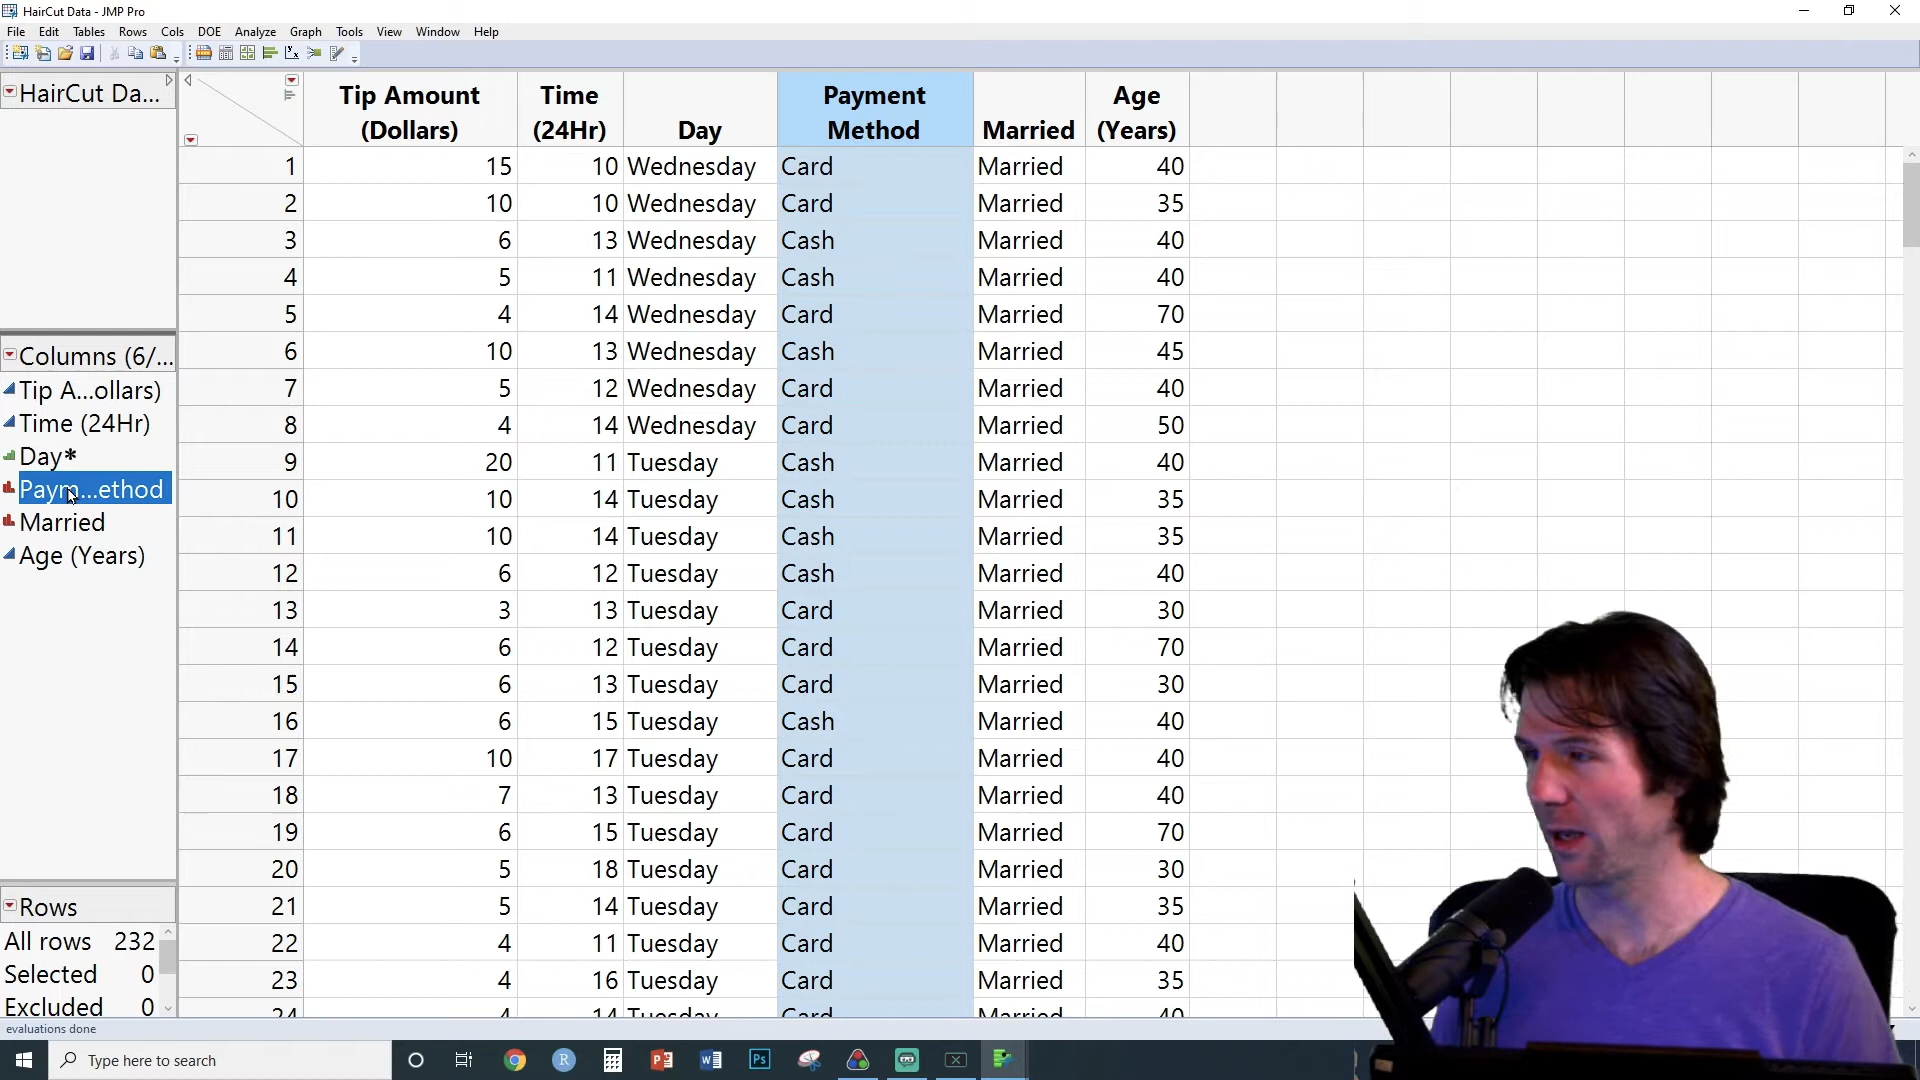 HairCut Data - JMP Pro
File Edit Tables Rows Cols DOE Analyze Graph Tools View Window Help
HairCut Da...
Tip Amount (Dollars) Time (24Hr) Day Payment Method Married Age (Years)
1 15 10 Wednesday Card Married 40
2 10 10 Wednesday Card Married 35
3 6 13 Wednesday Cash Married 40
4 5 11 Wednesday Cash Married 40
5 4 14 Wednesday Card Married 70
6 10 13 Wednesday Cash Married 45
7 5 12 Wednesday Card Married 40
8 4 14 Wednesday Card Married 50
9 20 11 Tuesday Cash Married 40
10 10 14 Tuesday Cash Married 35
11 10 14 Tuesday Cash Married 35
12 6 12 Tuesday Cash Married 40
13 3 13 Tuesday Card Married 30
14 6 12 Tuesday Card Married 70
15 6 13 Tuesday Card Married 30
16 6 15 Tuesday Cash Married 40
17 10 17 Tuesday Card Married 40
18 7 13 Tuesday Card Married 40
19 6 15 Tuesday Card Married 70
20 5 18 Tuesday Card Married 30
21 5 14 Tuesday Card Married 35
22 4 11 Tuesday Card Married 40
23 4 16 Tuesday Card Married 35
24 4 14 Tuesday Card Married 40
Columns (6/...
Tip A...ollars)
Time (24Hr)
Day*
Paym...ethod
Married
Age (Years)
Rows
All rows 232
Selected 0
Excluded 0
evaluations done
Type here to search